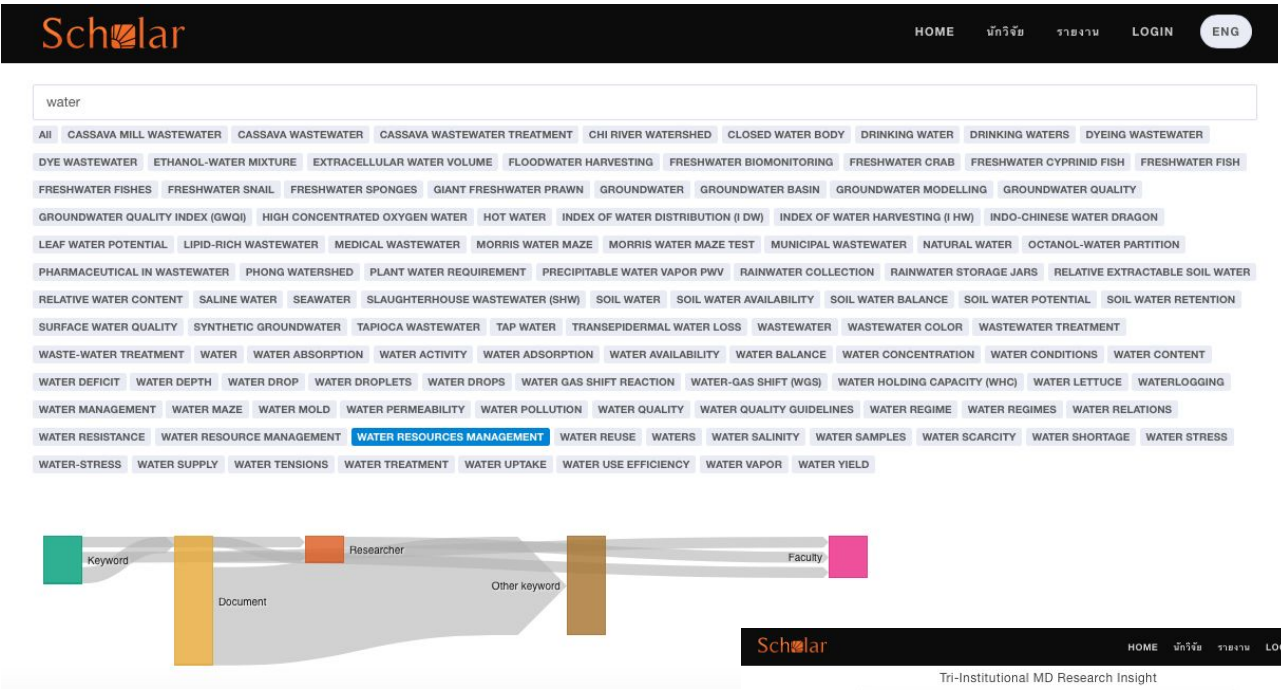 Scholar
HOME นักวิจัย รายงาน LOGIN ENG
water
All CASSAVA MILL WASTEWATER CASSAVA WASTEWATER CASSAVA WASTEWATER TREATMENT CHI RIVER WATERSHED CLOSED WATER BODY DRINKING WATER DRINKING WATERS DYEING WASTEWATER
DYE WASTEWATER ETHANOL-WATER MIXTURE EXTRACELLULAR WATER VOLUME FLOODWATER HARVESTING FRESHWATER BIOMONITORING FRESHWATER CRAB FRESHWATER CYPRINID FISH FRESHWATER FISH
FRESHWATER FISHES FRESHWATER SNAIL FRESHWATER SPONGES GIANT FRESHWATER PRAWN GROUNDWATER GROUNDWATER BASIN GROUNDWATER MODELLING GROUNDWATER QUALITY
GROUNDWATER QUALITY INDEX (GWQI) HIGH CONCENTRATED OXYGEN WATER HOT WATER INDEX OF WATER DISTRIBUTION (I DW) INDEX OF WATER HARVESTING (I HW) INDO-CHINESE WATER DRAGON
LEAF WATER POTENTIAL LIPID-RICH WASTEWATER MEDICAL WASTEWATER MORRIS WATER MAZE MORRIS WATER MAZE TEST MUNICIPAL WASTEWATER NATURAL WATER OCTANOL-WATER PARTITION
PHARMACEUTICAL IN WASTEWATER PHONG WATERSHED PLANT WATER REQUIREMENT PRECIPITABLE WATER VAPOR PWV RAINWATER COLLECTION RAINWATER STORAGE JARS RELATIVE EXTRACTABLE SOIL WATER
RELATIVE WATER CONTENT SALINE WATER SEAWATER SLAUGHTERHOUSE WASTEWATER (SHW) SOIL WATER SOIL WATER AVAILABILITY SOIL WATER BALANCE SOIL WATER POTENTIAL SOIL WATER RETENTION
SURFACE WATER QUALITY SYNTHETIC GROUNDWATER TAPIOCA WASTEWATER TAP WATER TRANSEPIDERMAL WATER LOSS WASTEWATER WASTEWATER COLOR WASTEWATER TREATMENT
WASTE-WATER TREATMENT WATER WATER ABSORPTION WATER ACTIVITY WATER ADSORPTION WATER AVAILABILITY WATER BALANCE WATER CONCENTRATION WATER CONDITIONS WATER CONTENT
WATER DEFICIT WATER DEPTH WATER DROP WATER DROPLETS WATER DROPS WATER GAS SHIFT REACTION WATER-GAS SHIFT (WGS) WATER HOLDING CAPACITY (WHC) WATER LETTUCE WATERLOGGING
WATER MANAGEMENT WATER MAZE WATER MOLD WATER PERMEABILITY WATER POLLUTION WATER QUALITY WATER QUALITY GUIDELINES WATER REGIME WATER REGIMES WATER RELATIONS
WATER RESISTANCE WATER RESOURCE MANAGEMENT WATER RESOURCES MANAGEMENT WATER REUSE WATERS WATER SALINITY WATER SAMPLES WATER SCARCITY WATER SHORTAGE WATER STRESS
WATER-STRESS WATER SUPPLY WATER TENSIONS WATER TREATMENT WATER UPTAKE WATER USE EFFICIENCY WATER VAPOR WATER YIELD
Keyword
Document
Researcher
Other keyword
Faculty
Scholar
HOME นักวิจัย รายงาน LO
Tri-Institutional MD Research Insight